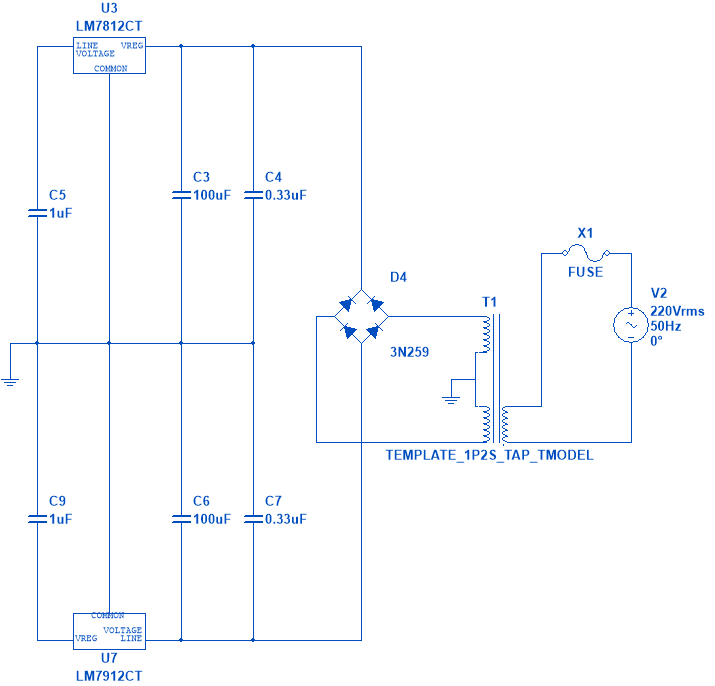 U3
LM7812CT
LINE VREG
VOLTAGE
COMMON
C5
1uF
C3
100uF
C4
0.33uF
D4
3N259
T1
TEMPLATE_1P2S_TAP_TMODEL
X1
FUSE
V2
220Vrms
50Hz
0°
C9
1uF
C6
100uF
C7
0.33uF
COMMON
VOLTAGE
VREG LINE
U7
LM7912CT